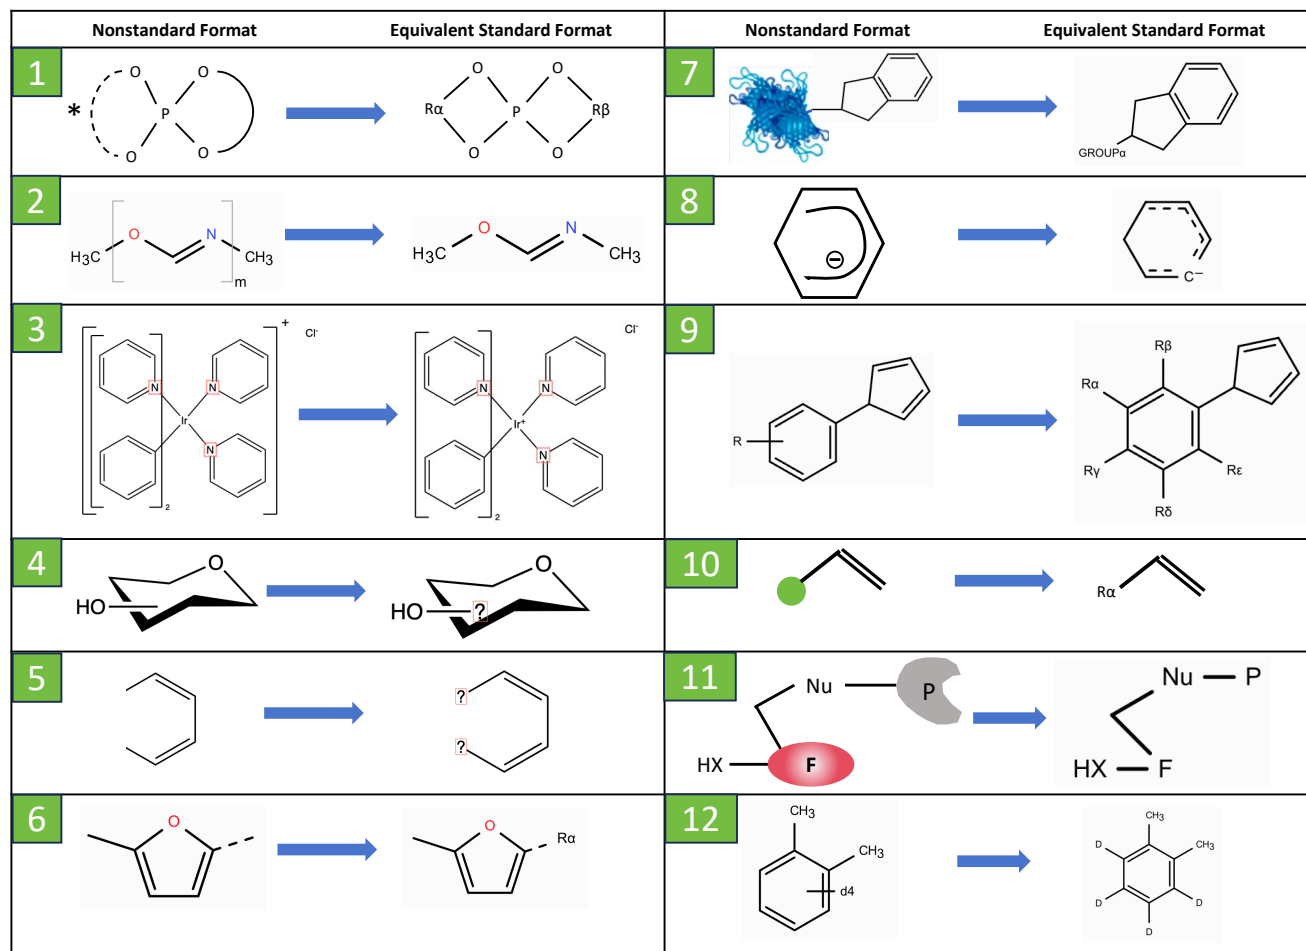 Nonstandard Format
Equivalent Standard Format
Nonstandard Format
Equivalent Standard Format
1
O
O
*
P
O
O
O
O
Rα
P
Rβ
O
O
2
H₃C
O
N
CH₃
m
H₃C
O
N
CH₃
3
+
Cl⁻
N
N
Ir
N
2
Cl⁻
N
N
Ir⁺
N
2
4
O
HO
O
HO
?
5
?
?
6
O
O
Rα
7
GROUPα
8
⊖
C⁻
9
R
Rβ
Rα
Rγ
Rε
Rδ
10
Rα
11
Nu
P
HX
F
Nu
P
HX
F
12
CH₃
CH₃
d4
CH₃
D
CH₃
D
D
D